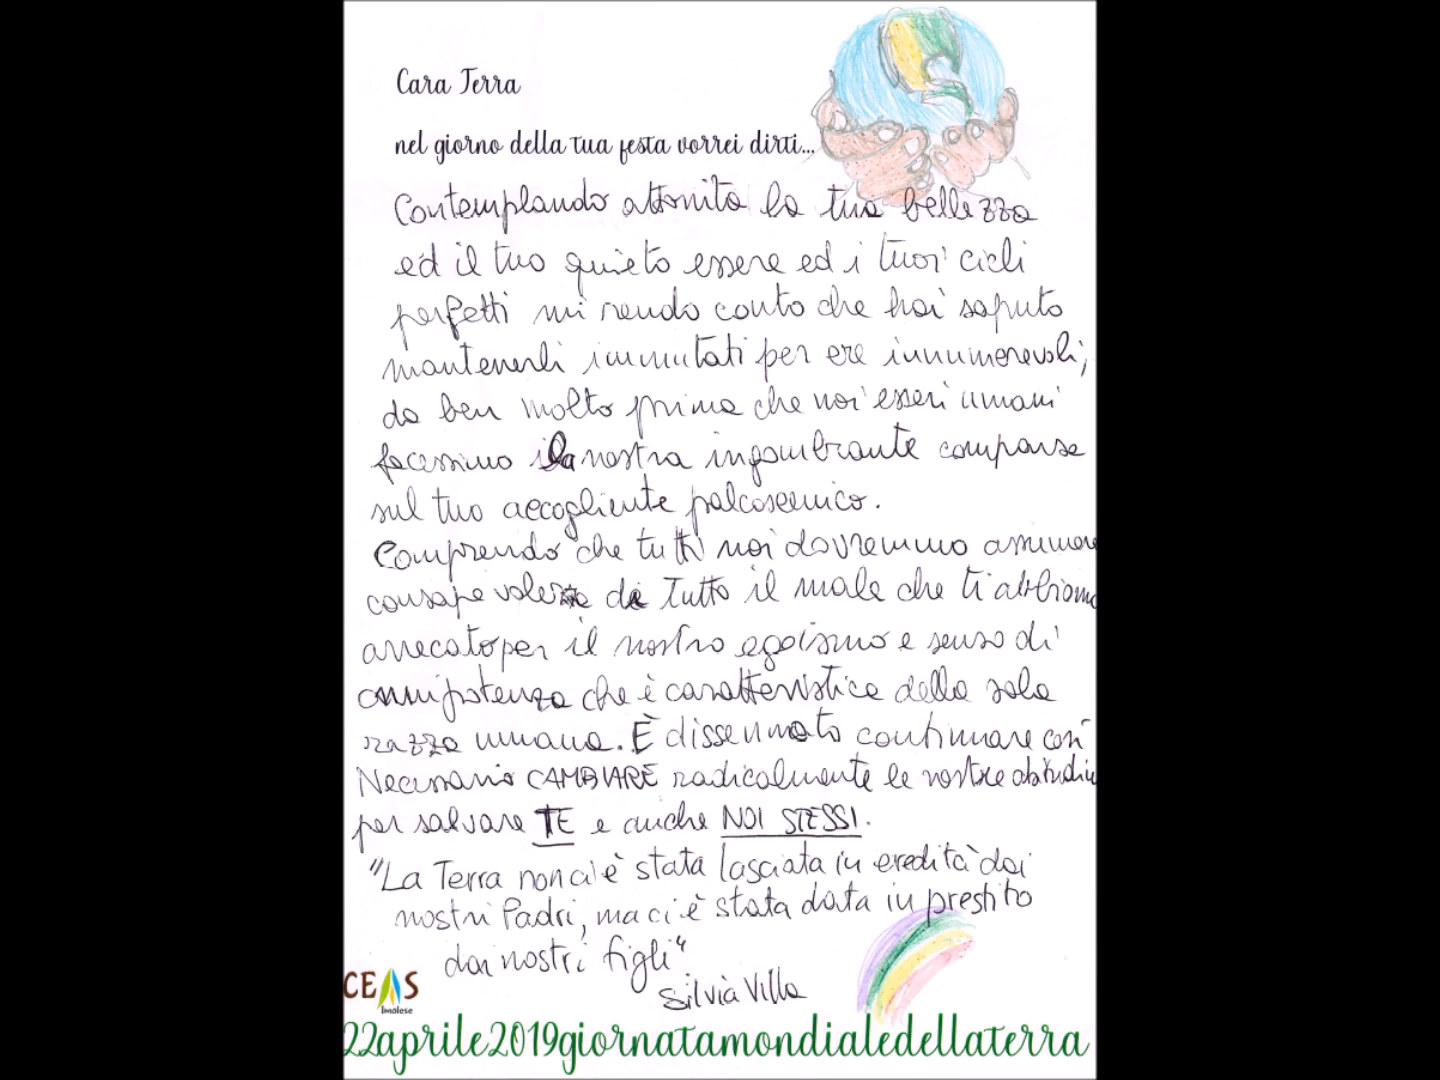 Cara Terra
nel giorno della tua festa vorrei dirti...
Contemplando attonita la tua bellezza
ed il tuo quieto essere ed i tuoi cicli
perfetti mi rendo conto che hai saputo
mantenerli immutati per ere innumerevoli;
da ben molto prima che noi esseri umani
facessimo la nostra ingombrante comparsa
sul tuo accogliente palcoscenico.
Comprendo che tutti noi dovremmo assumere
consapevolezza di tutto il male che ti abbiamo
arrecato per il nostro egoismo e senso di
onnipotenza che è caratteristica della sola
razza umana. È dissennato continuare così
Necessario CAMBIARE radicalmente le nostre abitudin
per salvare TE e anche NOI STESSI.
"La Terra non ci è stata lasciata in eredità dai
nostri Padri, ma ci è stata data in prestito
dai nostri figli"
Silvia Villa
CEAS
Imolese
22aprile2019giornatamondialedellaterra